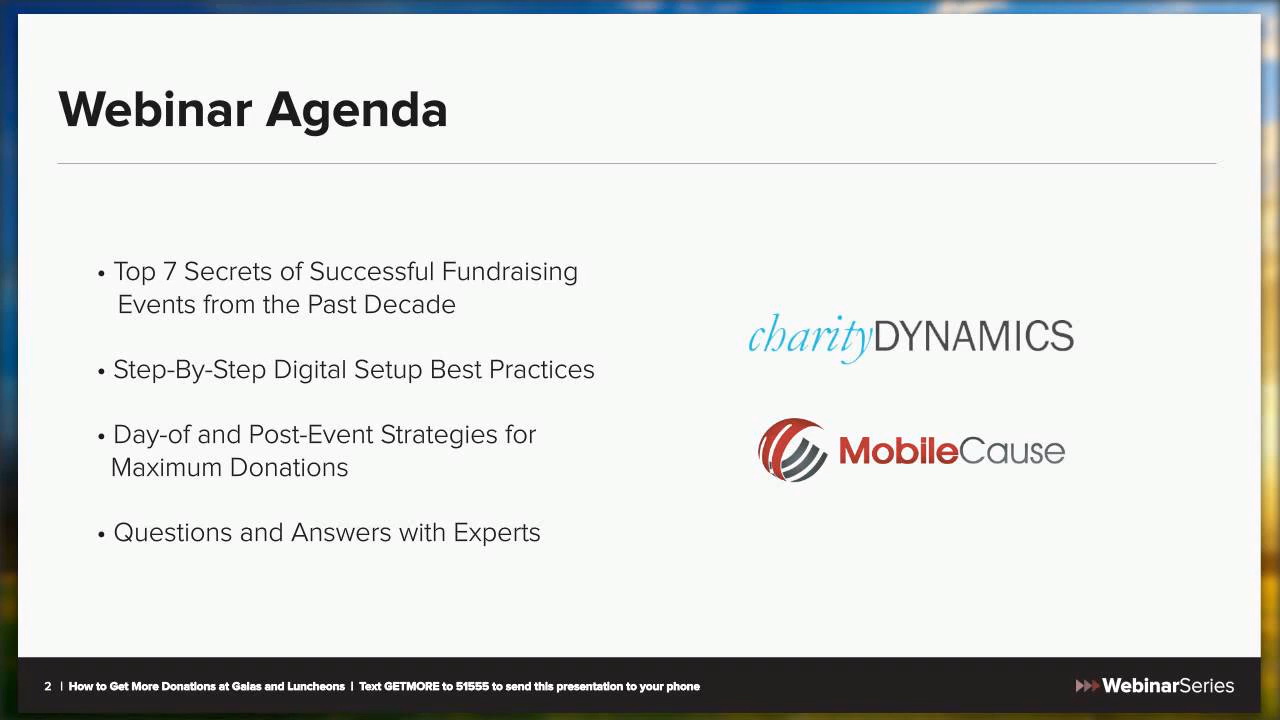 Webinar Agenda
• Top 7 Secrets of Successful Fundraising
Events from the Past Decade
• Step-By-Step Digital Setup Best Practices
• Day-of and Post-Event Strategies for
Maximum Donations
• Questions and Answers with Experts
charityDYNAMICS
MobileCause
2 | How to Get More Donations at Galas and Luncheons | Text GETMORE to 51555 to send this presentation to your phone
WebinarSeries